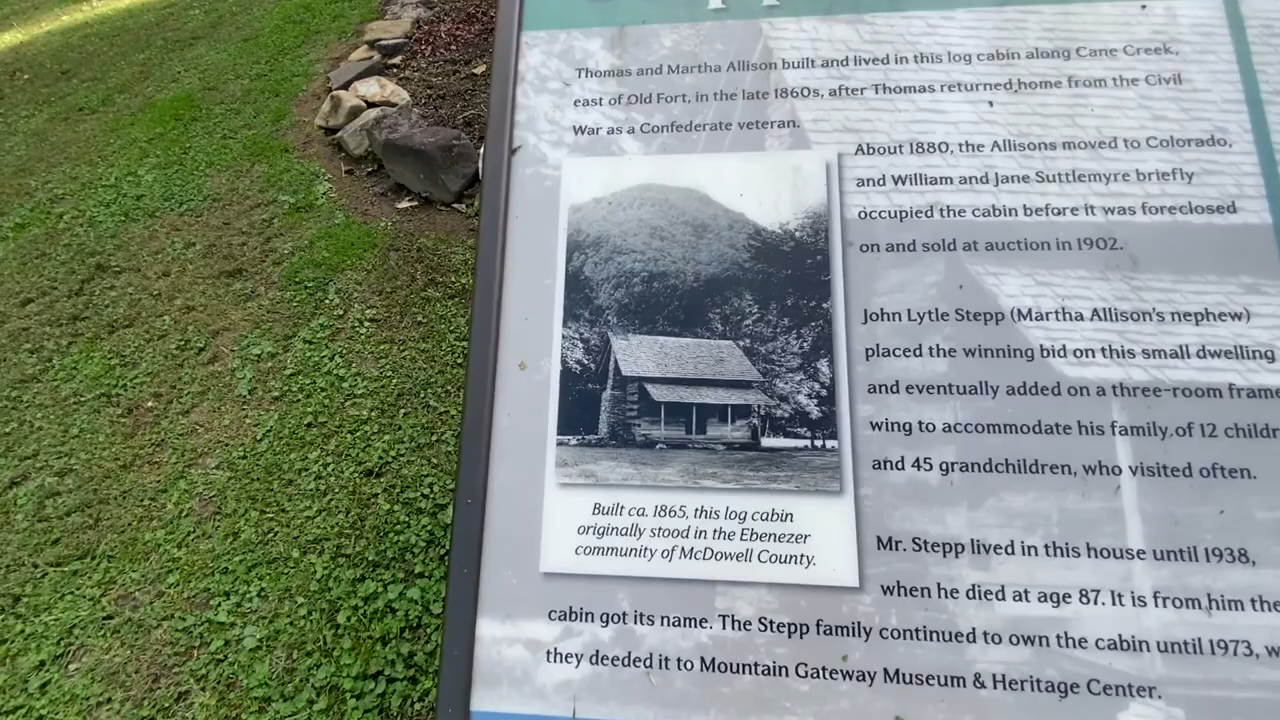 Thomas and Martha Allison built and lived in this log cabin along Cane Creek,
east of Old Fort, in the late 1860s, after Thomas returned home from the Civil
War as a Confederate veteran.
About 1880, the Allisons moved to Colorado,
and William and Jane Suttlemyre briefly
occupied the cabin before it was foreclosed
on and sold at auction in 1902.
John Lytle Stepp (Martha Allison's nephew)
placed the winning bid on this small dwelling
and eventually added on a three-room frame
wing to accommodate his family of 12
and 45 grandchildren, who visited often.
Built ca. 1865, this log cabin
originally stood in the Ebenezer
community of McDowell County.
Mr. Stepp lived in this house until 1938,
when he died at age 87. It is from him the
cabin got its name. The Stepp family continued to own the cabin until 1973,
they deeded it to Mountain Gateway Museum & Heritage Center.